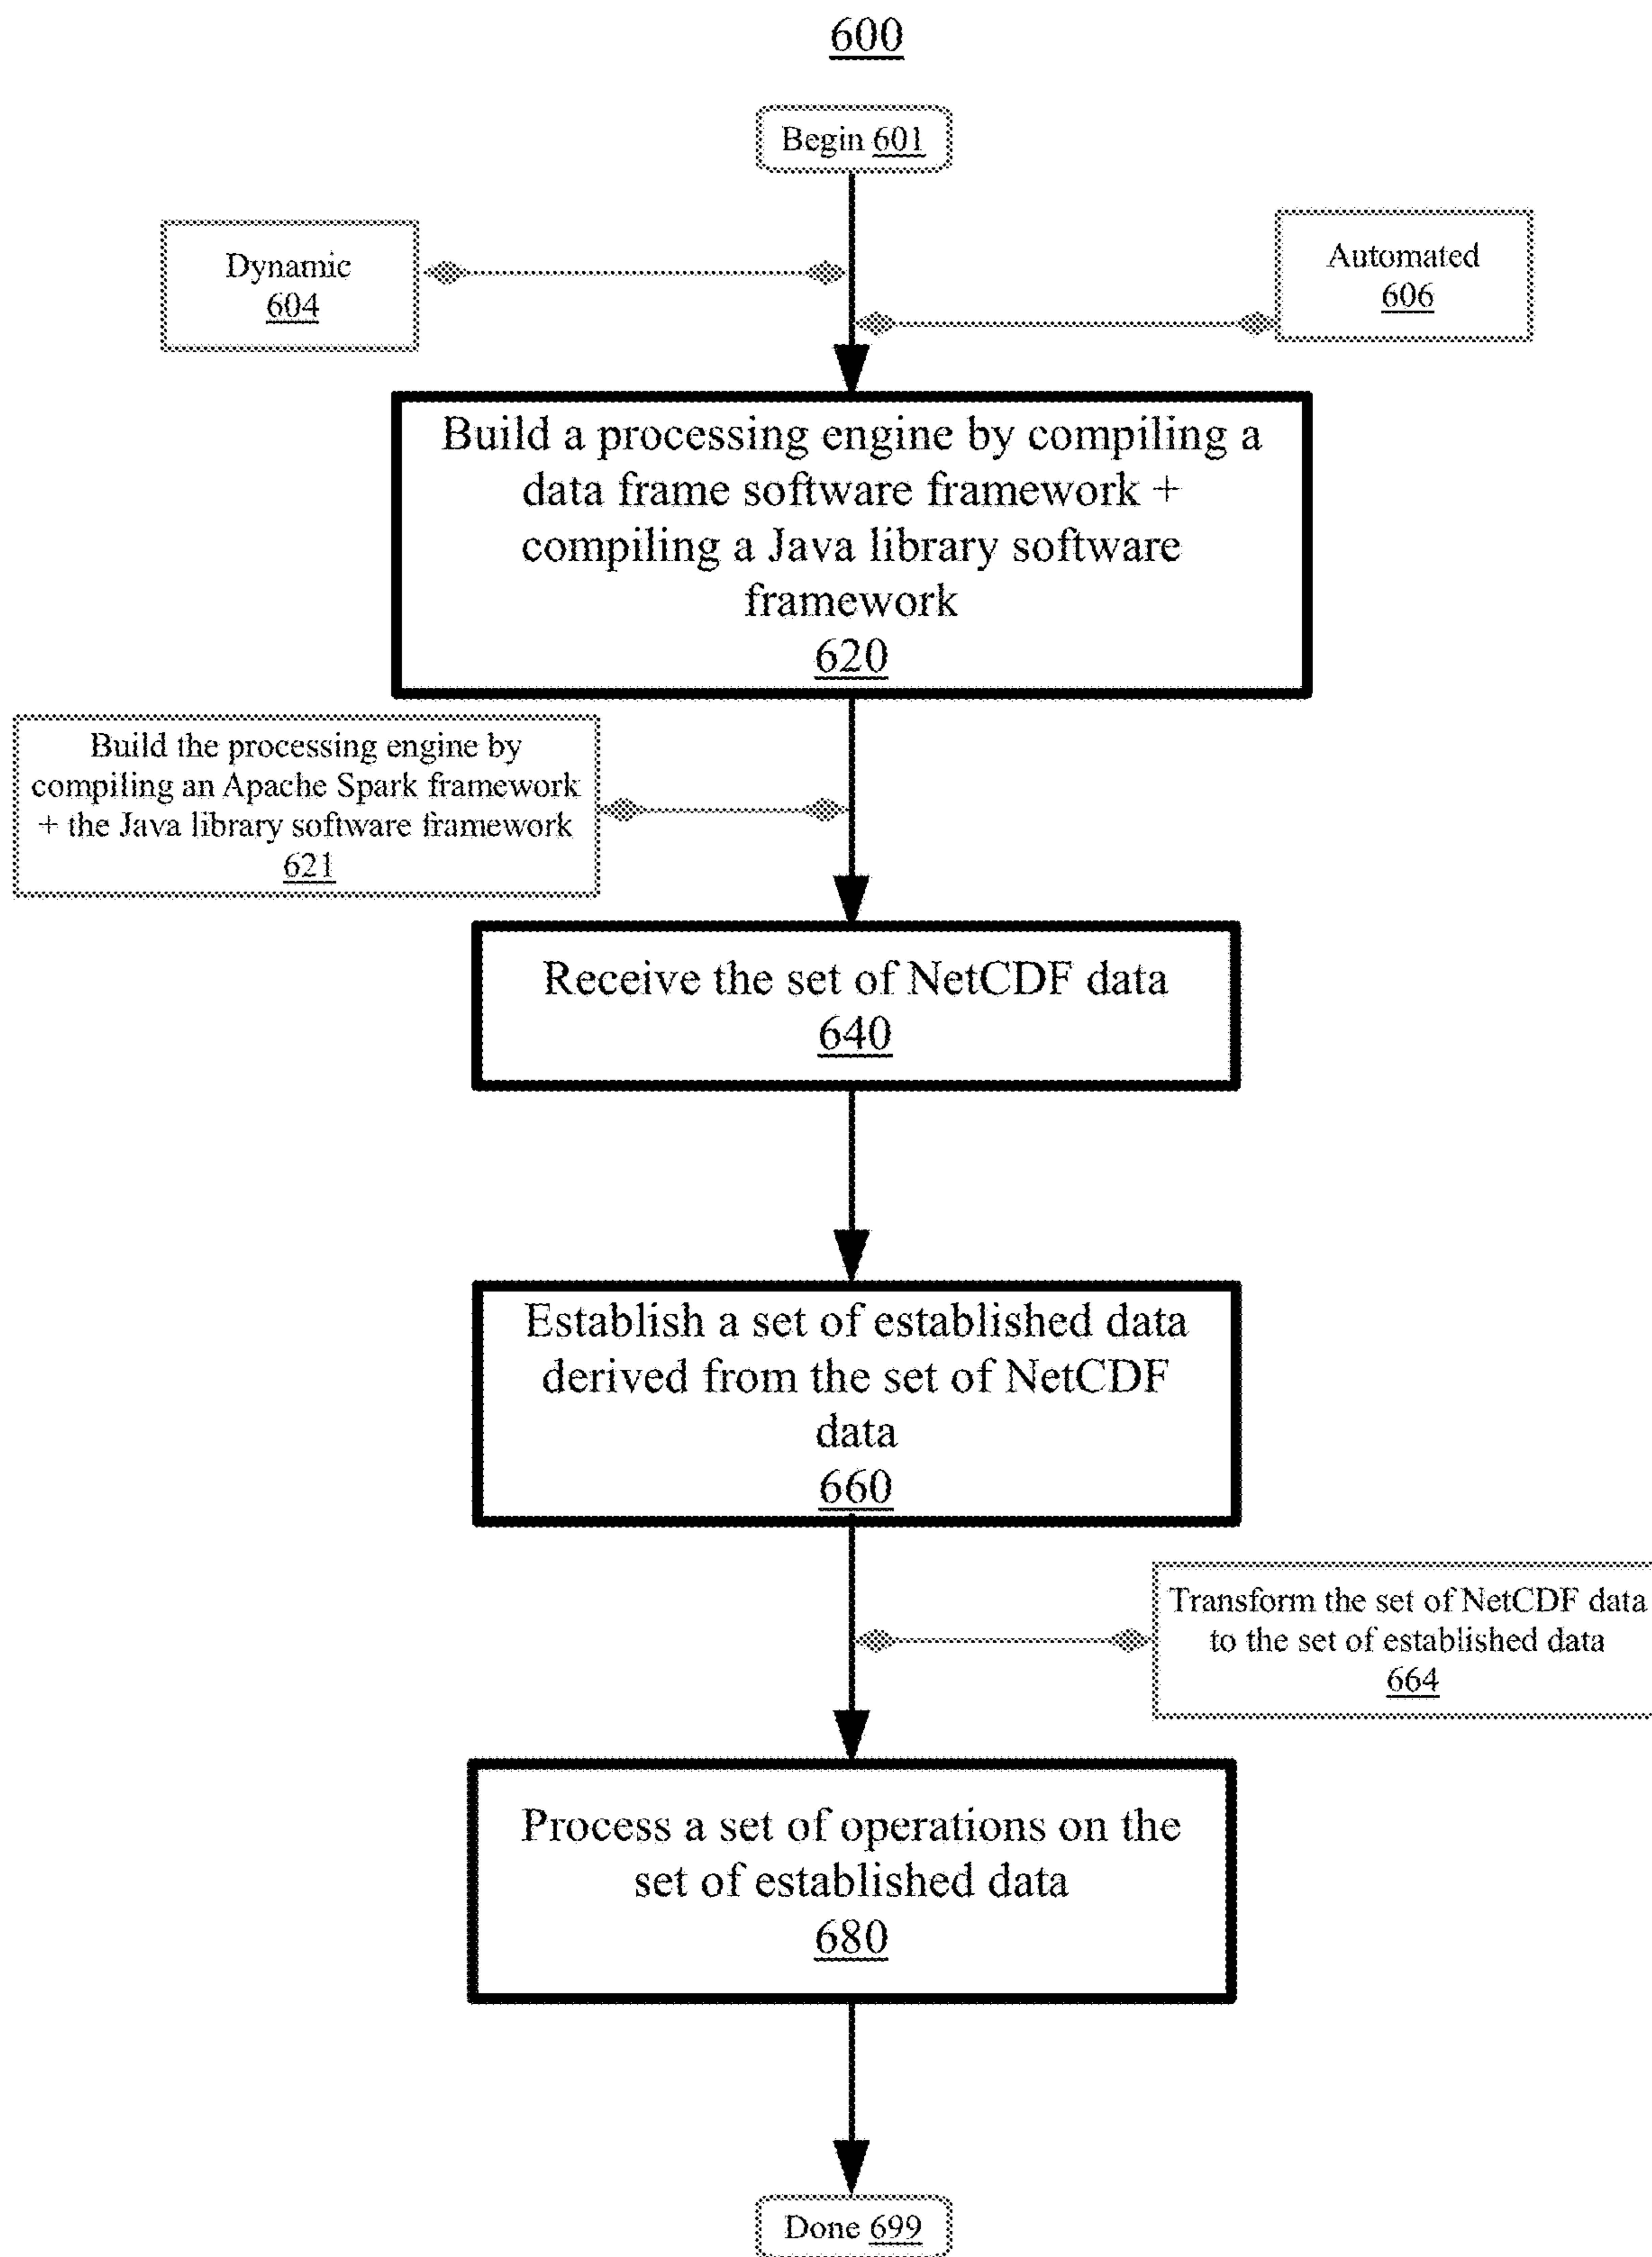 600
Begin 601
Dynamic
604
Automated
606
Build a processing engine by compiling a
data frame software framework +
compiling a Java library software
framework
620
Build the processing engine by
compiling an Apache Spark framework
+ the Java library software framework
621
Receive the set of NetCDF data
640
Establish a set of established data
derived from the set of NetCDF
data
660
Transform the set of NetCDF data
to the set of established data
664
Process a set of operations on the
set of established data
680
Done 699